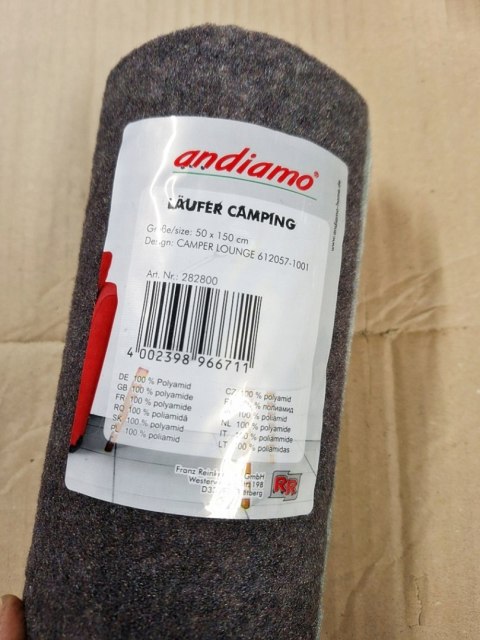 andiamo®
LÄUFER CAMPING
Größe/size: 50 x 150 cm
Design: CAMPER LOUNGE 612057-1001
Art. Nr.: 282800
4 002398 966711
DE 100 % Polyamid
GB 100 % polyamide
FR 100 % polyamide
RO 100 % poliamidă
SK 100 % polyamid
PL 100 % poliamid
CZ 100 % polyamid
100 % полиамид
100 % poliamid
NL 100 % polyamide
IT 100 % poliammide
LT 100 % poliamidas
Franz GmbH
198
RR